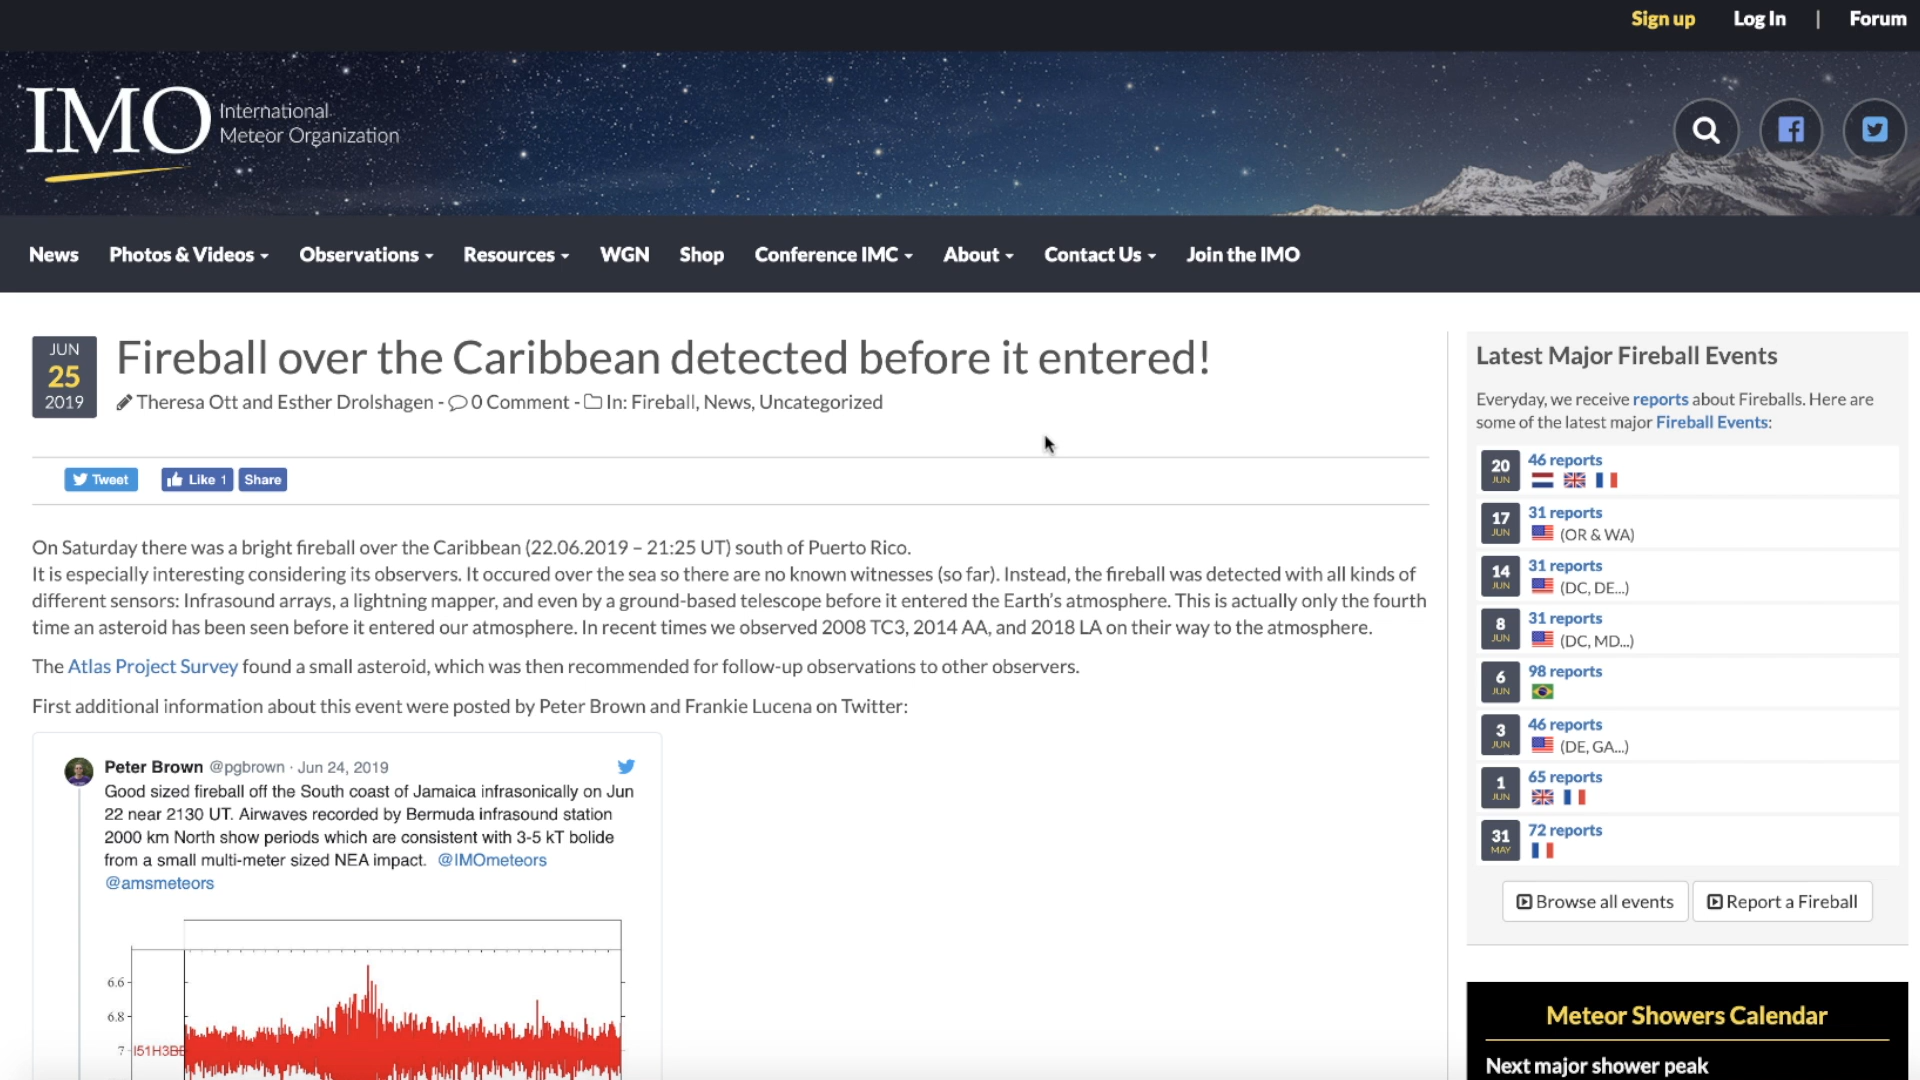 Sign up Log In | Forum
IMO International
Meteor Organization
News Photos & Videos Observations Resources WGN Shop Conference IMC About Contact Us Join the IMO
JUN
25
2019
Fireball over the Caribbean detected before it entered!
Theresa Ott and Esther Drolshagen - 0 Comment - In: Fireball, News, Uncategorized
Tweet Like 1 Share
On Saturday there was a bright fireball over the Caribbean (22.06.2019 – 21:25 UT) south of Puerto Rico.
It is especially interesting considering its observers. It occured over the sea so there are no known witnesses (so far). Instead, the fireball was detected with all kinds of
different sensors: Infrasound arrays, a lightning mapper, and even by a ground-based telescope before it entered the Earth's atmosphere. This is actually only the fourth
time an asteroid has been seen before it entered our atmosphere. In recent times we observed 2008 TC3, 2014 AA, and 2018 LA on their way to the atmosphere.
The Atlas Project Survey found a small asteroid, which was then recommended for follow-up observations to other observers.
First additional information about this event were posted by Peter Brown and Frankie Lucena on Twitter:
Peter Brown @pgbrown · Jun 24, 2019
Good sized fireball off the South coast of Jamaica infrasonically on Jun
22 near 2130 UT. Airwaves recorded by Bermuda infrasound station
2000 km North show periods which are consistent with 3-5 kT bolide
from a small multi-meter sized NEA impact. @IMOmeteors
@amsmeteors
6.6
6.8
7 I51H3BD
Latest Major Fireball Events
Everyday, we receive reports about Fireballs. Here are
some of the latest major Fireball Events:
20 JUN 46 reports
17 JUN 31 reports
(OR & WA)
14 JUN 31 reports
(DC, DE...)
8 JUN 31 reports
(DC, MD...)
6 JUN 98 reports
3 JUN 46 reports
(DE, GA...)
1 JUN 65 reports
31 MAY 72 reports
Browse all events Report a Fireball
Meteor Showers Calendar
Next major shower peak